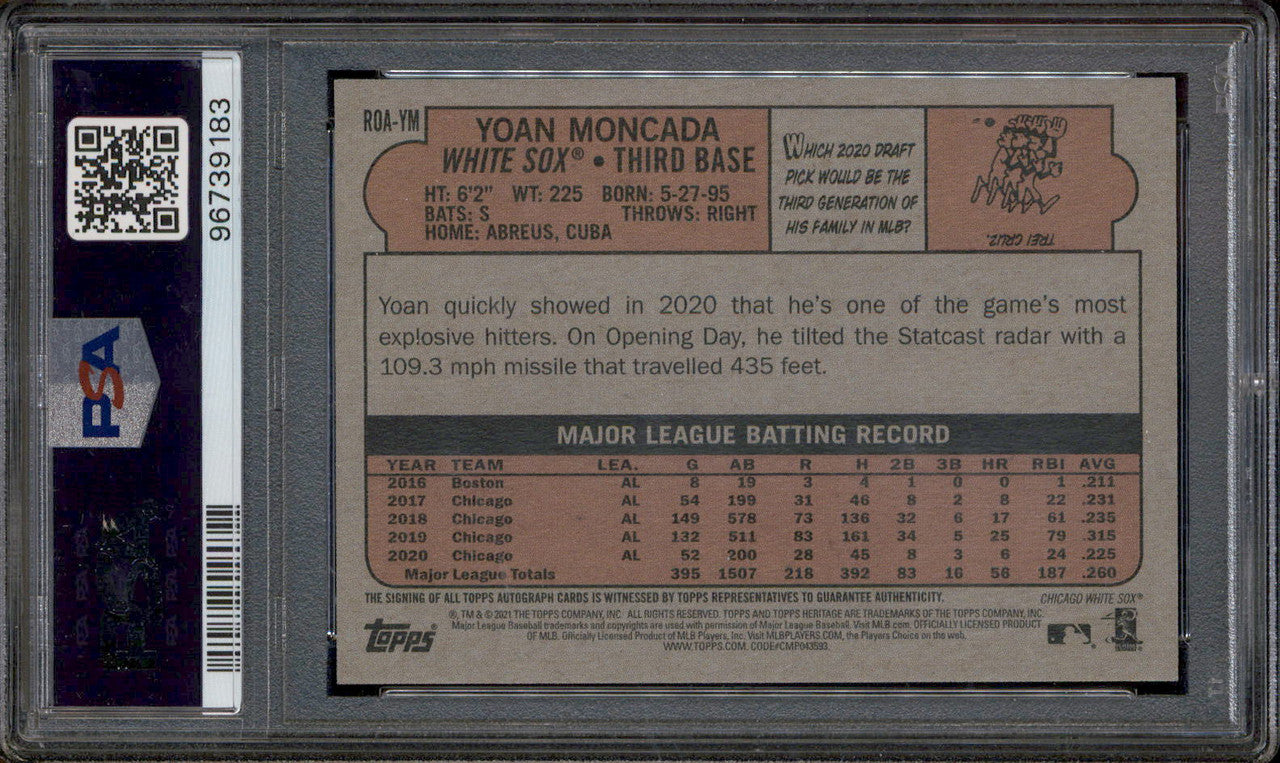 96739183
PSA
ROA-YM
YOAN MONCADA
WHITE SOX® • THIRD BASE
HT: 6'2" WT: 225 BORN: 5-27-95
BATS: S THROWS: RIGHT
HOME: ABREUS, CUBA
WHICH 2020 DRAFT
PICK WOULD BE THE
THIRD GENERATION OF
HIS FAMILY IN MLB?
TREI CRUZ.
Yoan quickly showed in 2020 that he's one of the game's most
explosive hitters. On Opening Day, he tilted the Statcast radar with a
109.3 mph missile that travelled 435 feet.
MAJOR LEAGUE BATTING RECORD
YEAR TEAM LEA. G AB R H 2B 3B HR RBI AVG
2016 Boston AL 8 19 3 4 1 0 0 1 .211
2017 Chicago AL 54 199 31 46 8 2 8 22 .231
2018 Chicago AL 149 578 73 136 32 6 17 61 .235
2019 Chicago AL 132 511 83 161 34 5 25 79 .315
2020 Chicago AL 52 200 28 45 8 3 6 24 .225
Major League Totals 395 1507 218 392 83 16 56 187 .260
THE SIGNING OF ALL TOPPS AUTOGRAPH CARDS IS WITNESSED BY TOPPS REPRESENTATIVES TO GUARANTEE AUTHENTICITY.
CHICAGO WHITE SOX®
®, TM & © 2021 THE TOPPS COMPANY, INC. ALL RIGHTS RESERVED. TOPPS AND TOPPS HERITAGE ARE TRADEMARKS OF THE TOPPS COMPANY, INC.
Major League Baseball trademarks and copyrights are used with permission of Major League Baseball. Visit MLB.com. OFFICIALLY LICENSED PRODUCT
OF MLB. Officially Licensed Product of MLB Players, Inc. Visit MLBPLAYERS.COM, the Players Choice on the web.
WWW.TOPPS.COM. CODE#CMP043593.
TOPPS